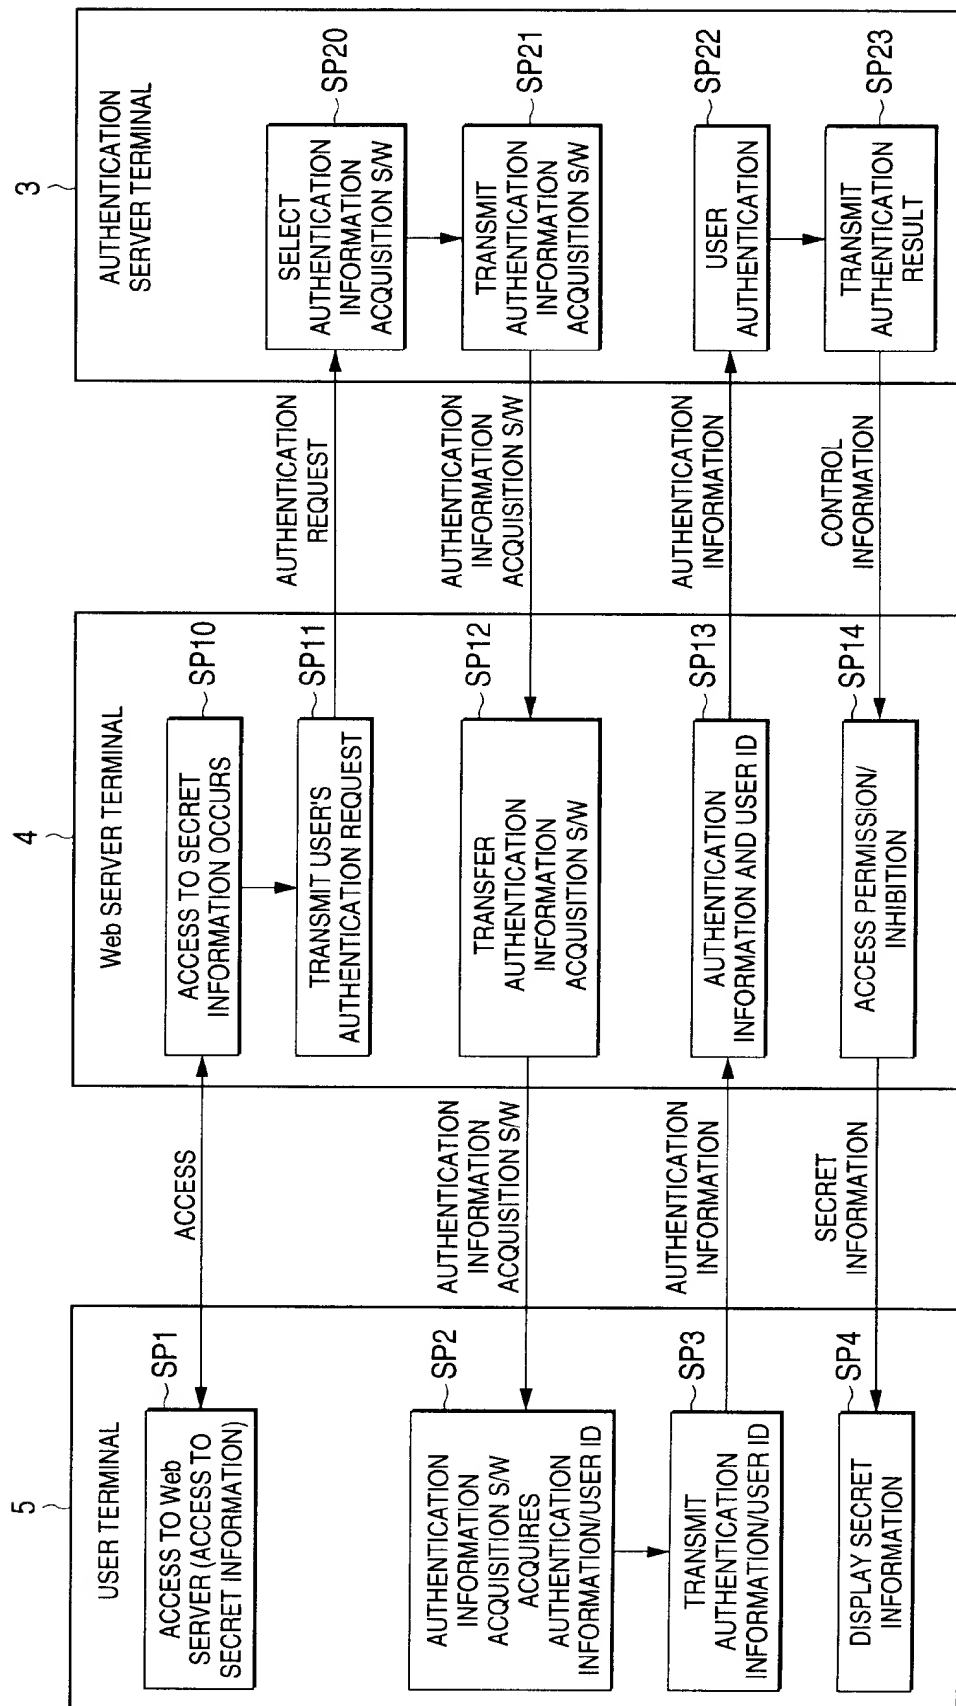 5
USER TERMINAL
SP1
ACCESS TO Web
SERVER (ACCESS TO
SECRET INFORMATION)
SP2
AUTHENTICATION
INFORMATION
ACQUISITION S/W
ACQUIRES
AUTHENTICATION
INFORMATION/USER ID
SP3
TRANSMIT
AUTHENTICATION
INFORMATION/USER ID
SP4
DISPLAY SECRET
INFORMATION
ACCESS
AUTHENTICATION
INFORMATION
ACQUISITION S/W
AUTHENTICATION
INFORMATION
SECRET
INFORMATION
4
Web SERVER TERMINAL
SP10
ACCESS TO SECRET
INFORMATION OCCURS
SP11
TRANSMIT USER'S
AUTHENTICATION REQUEST
SP12
TRANSFER
AUTHENTICATION
INFORMATION
ACQUISITION S/W
SP13
AUTHENTICATION
INFORMATION AND USER ID
SP14
ACCESS PERMISSION/
INHIBITION
AUTHENTICATION
REQUEST
AUTHENTICATION
INFORMATION
ACQUISITION S/W
AUTHENTICATION
INFORMATION
CONTROL
INFORMATION
3
AUTHENTICATION
SERVER TERMINAL
SP20
SELECT
AUTHENTICATION
INFORMATION
ACQUISITION S/W
SP21
TRANSMIT
AUTHENTICATION
INFORMATION
ACQUISITION S/W
SP22
USER
AUTHENTICATION
SP23
TRANSMIT
AUTHENTICATION
RESULT